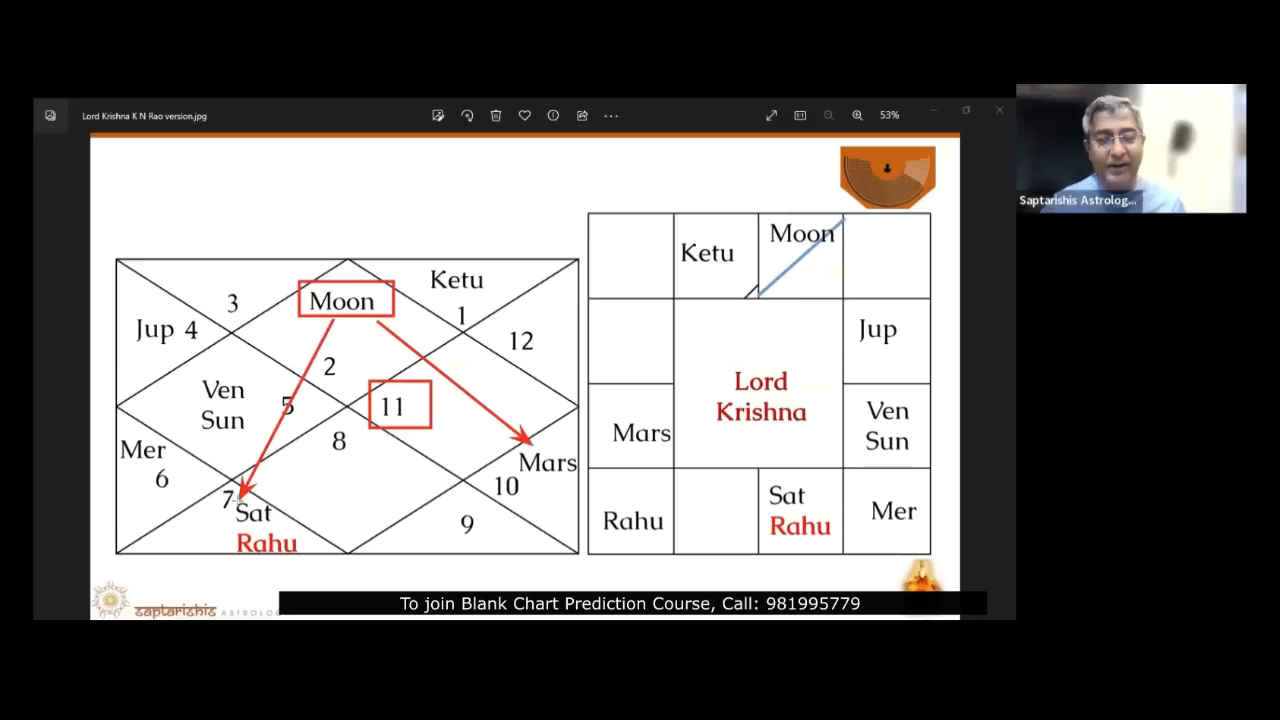 Lord Krishna K N Rao version.jpg
53%
Saptarishis Astrolog...
3
Moon
Ketu
1
Jup 4
12
2
Ven
Sun
5
11
8
Mer
6
Mars
10
7
Sat
Rahu
9
Ketu
Moon
Jup
Lord
Krishna
Mars
Ven
Sun
Rahu
Sat
Rahu
Mer
saptarishis ASTROLO
To join Blank Chart Prediction Course, Call: 981995779